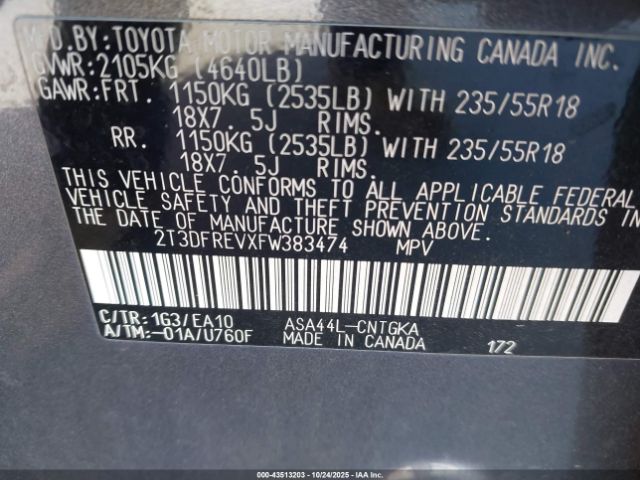 MFD. BY: TOYOTA MOTOR MANUFACTURING CANADA INC.
GVWR: 2105KG (4640LB)
GAWR: FRT. 1150KG (2535LB) WITH 235/55R18
18X7. 5J RIMS.
RR. 1150KG (2535LB) WITH 235/55R18
18X7. 5J RIMS.
THIS VEHICLE CONFORMS TO ALL APPLICABLE FEDERAL
VEHICLE SAFETY AND THEFT PREVENTION STANDARDS IN
THE DATE OF MANUFACTURE SHOWN ABOVE.
2T3DFREVXFW383474 MPV
C/TR: 1G3/EA10 ASA44L-CNTGKA
A/TM:-01A/U760F MADE IN CANADA 172
000-43513203 - 10/24/2025 - IAA, Inc.